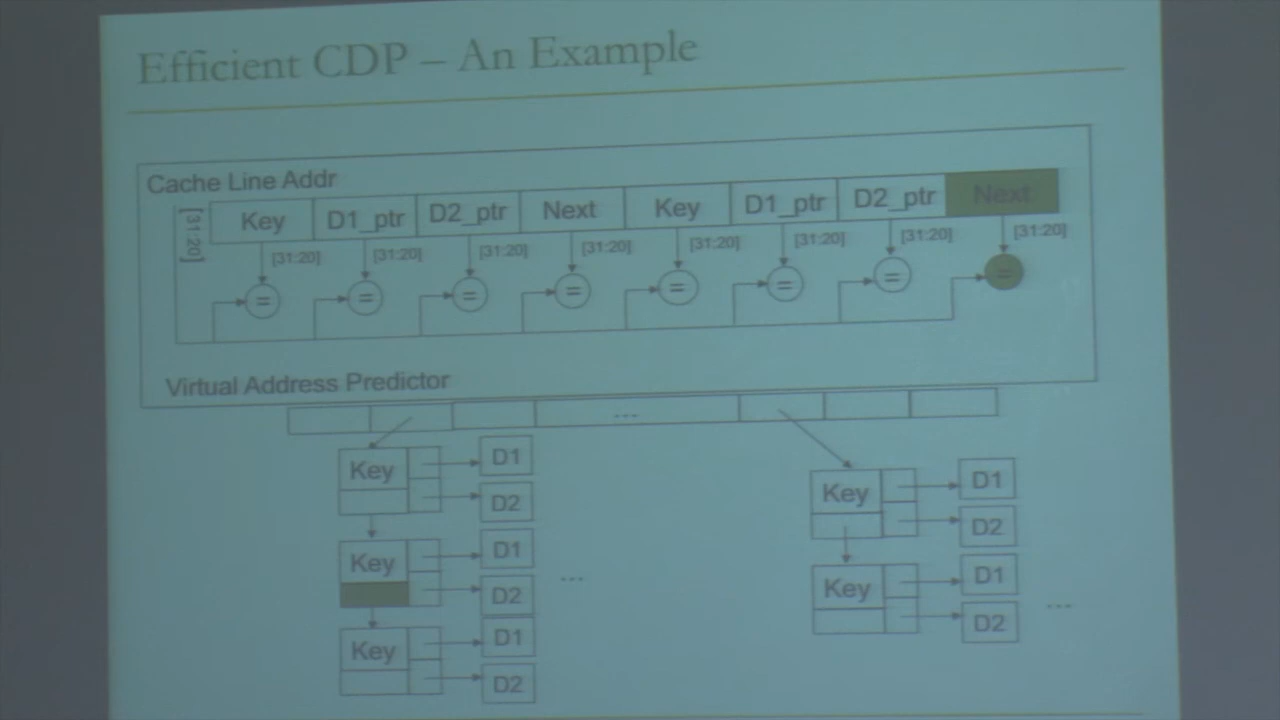 Efficient CDP – An Example
Cache Line Addr
[31:20]
Key D1_ptr D2_ptr Next Key D1_ptr D2_ptr Next
[31:20] [31:20] [31:20] [31:20] [31:20] [31:20] [31:20] [31:20]
= = = = = = = =
Virtual Address Predictor
...
Key D1
D2
Key D1
D2
...
Key D1
D2
Key D1
D2
Key D1
D2
...